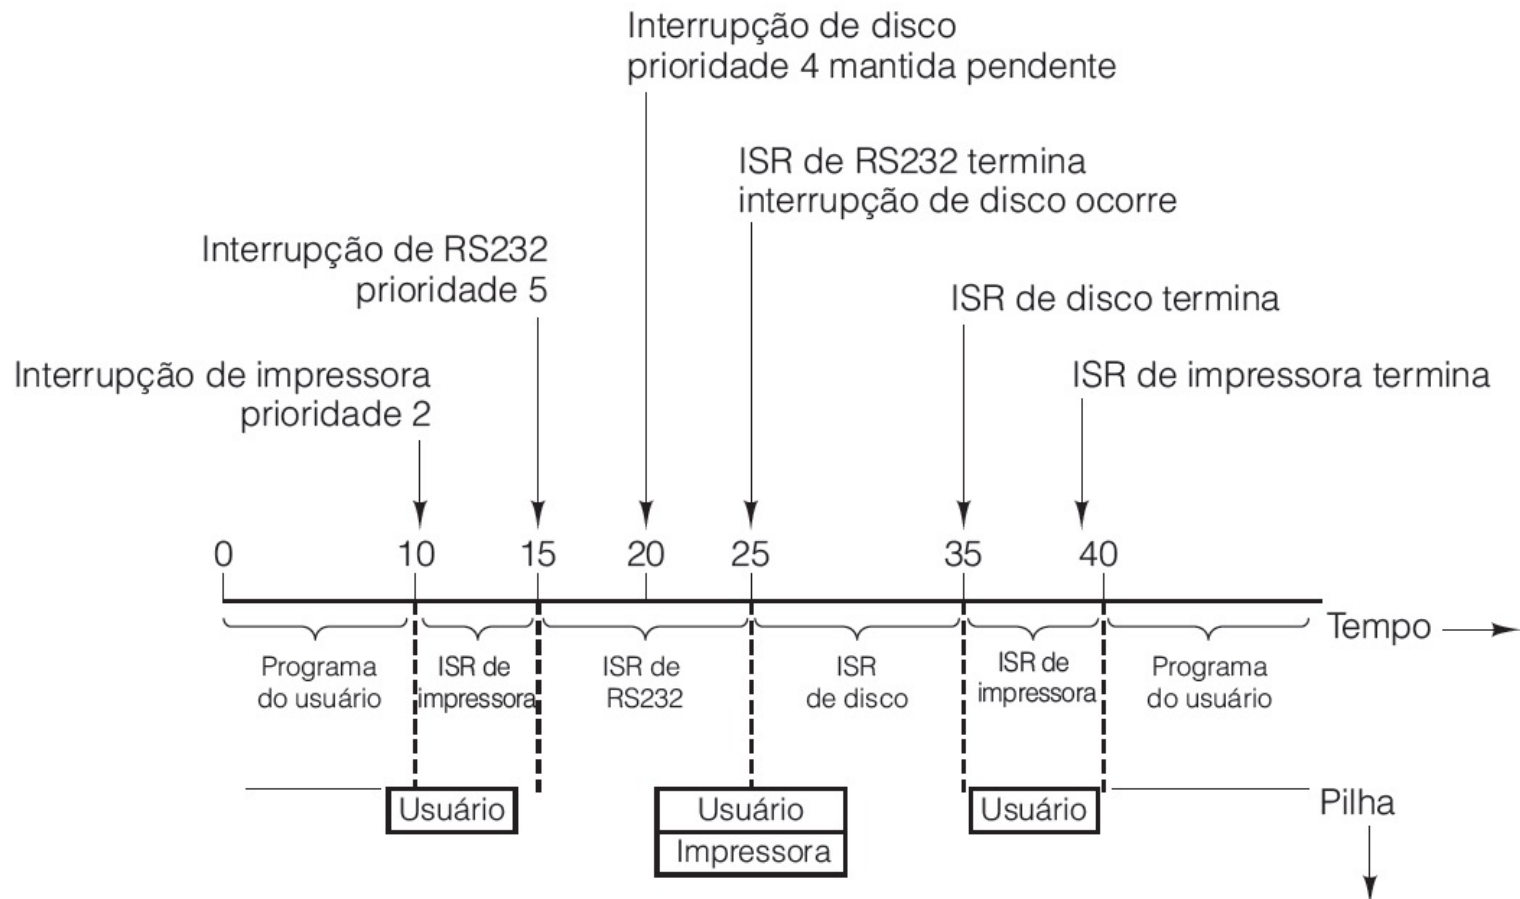 Interrupção de disco
prioridade 4 mantida pendente
ISR de RS232 termina
interrupção de disco ocorre
Interrupção de RS232
prioridade 5
ISR de disco termina
Interrupção de impressora
prioridade 2
ISR de impressora termina
0 10 15 20 25 35 40
Tempo
Programa
do usuário
ISR de
impressora
ISR de
RS232
ISR
de disco
ISR de
impressora
Programa
do usuário
Usuário
Usuário
Impressora
Usuário
Pilha